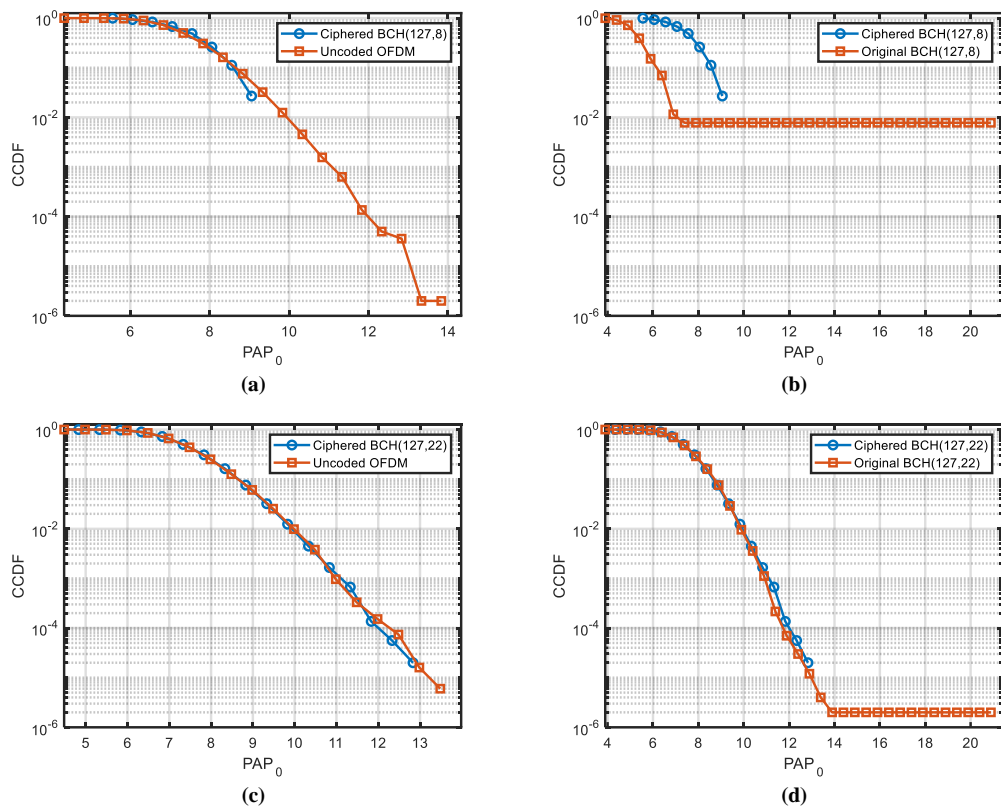 10^0
10^-2
10^-4
10^-6
CCDF
6 8 10 12 14
PAP_0
Ciphered BCH(127,8)
Uncoded OFDM
(a)
10^0
10^-2
10^-4
10^-6
CCDF
4 6 8 10 12 14 16 18 20
PAP_0
Ciphered BCH(127,8)
Original BCH(127,8)
(b)
10^0
10^-2
10^-4
10^-6
CCDF
5 6 7 8 9 10 11 12 13
PAP_0
Ciphered BCH(127,22)
Uncoded OFDM
(c)
10^0
10^-2
10^-4
10^-6
CCDF
4 6 8 10 12 14 16 18 20
PAP_0
Ciphered BCH(127,22)
Original BCH(127,22)
(d)